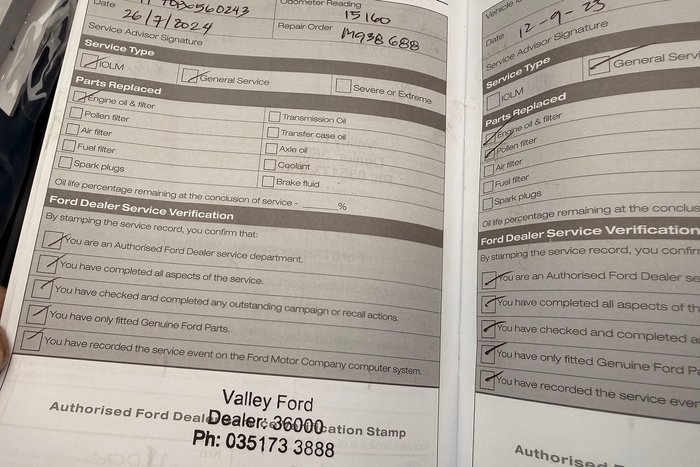 Odometer Reading
15160
Date
26/7/2024
Repair Order
Service Advisor Signature
Service Type
IOLM
General Service
Severe or Extreme
Parts Replaced
Engine oil & filter
Transmission Oil
Pollen filter
Transfer case oil
Air filter
Axle oil
Fuel filter
Coolant
Spark plugs
Brake fluid
Oil life percentage remaining at the conclusion of service - %
Ford Dealer Service Verification
By stamping the service record, you confirm that:
You are an Authorised Ford Dealer service department.
You have completed all aspects of the service.
You have checked and completed any outstanding campaign or recall actions.
You have only fitted Genuine Ford Parts.
You have recorded the service event on the Ford Motor Company computer system.
Valley Ford
Authorised Ford Dealer Verification Stamp
Dealer: 36000
Ph: 035173 3888
Date
12-9-23
Service Advisor Signature
Service Type
General
IOLM
Parts Replaced
Engine oil & filter
Pollen filter
Air filter
Fuel filter
Spark plugs
Oil life percentage remaining at the
Ford Dealer Service Verification
By stamping the service record, you
You are an Authorised Ford Dealer
You have completed all aspects of
You have checked and completed
You have only fitted Genuine Ford
You have recorded the service
Authorised